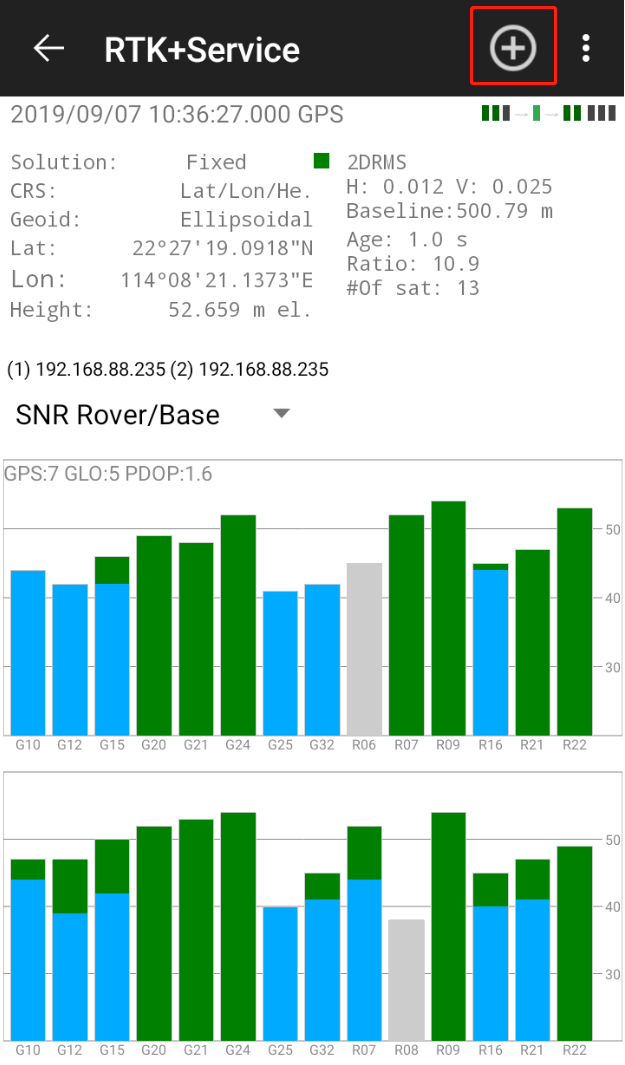 RTK+Service
2019/09/07 10:36:27.000 GPS
Solution: Fixed
CRS: Lat/Lon/He.
Geoid: Ellipsoidal
Lat: 22°27'19.0918"N
Lon: 114°08'21.1373"E
Height: 52.659 m el.
2DRMS
H: 0.012 V: 0.025
Baseline:500.79 m
Age: 1.0 s
Ratio: 10.9
#Of sat: 13
(1) 192.168.88.235 (2) 192.168.88.235
SNR Rover/Base
GPS:7 GLO:5 PDOP:1.6
50
40
30
G10 G12 G15 G20 G21 G24 G25 G32 R06 R07 R09 R16 R21 R22
50
40
30
G10 G12 G15 G20 G21 G24 G25 G32 R07 R08 R09 R16 R21 R22